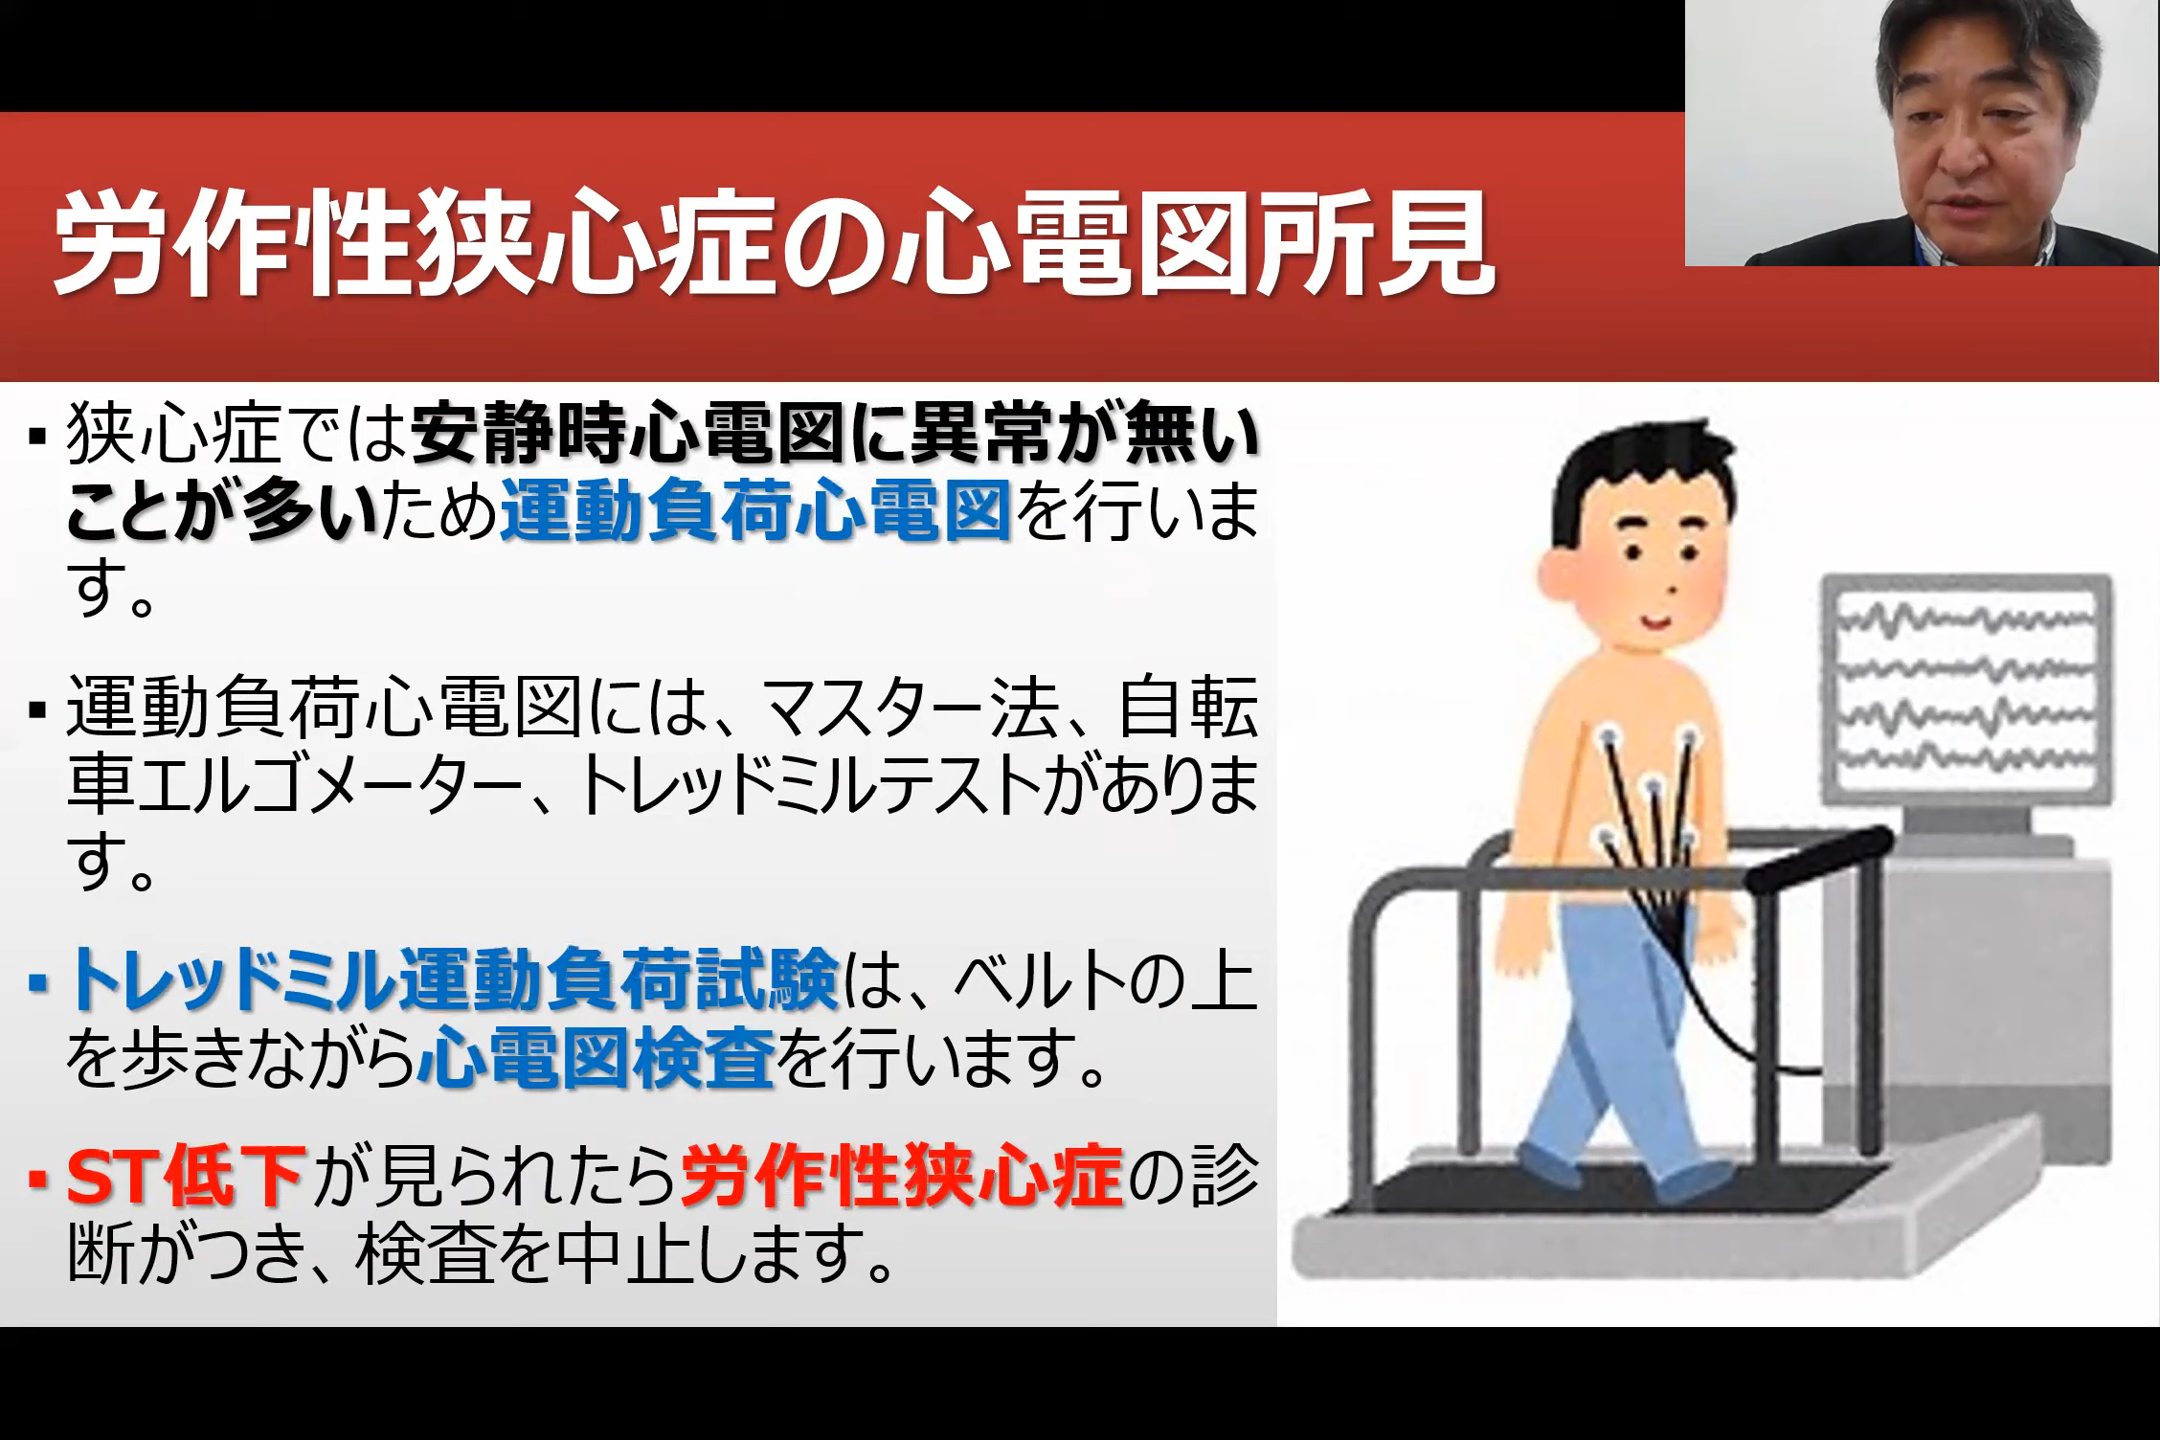 労作性狭心症の心電図所見
▪ 狭心症では安静時心電図に異常が無い
ことが多いため運動負荷心電図を行いま
す。
▪ 運動負荷心電図には、マスター法、自転
車エルゴメーター、トレッドミルテストがありま
す。
▪ トレッドミル運動負荷試験は、ベルトの上
を歩きながら心電図検査を行います。
▪ ST低下が見られたら労作性狭心症の診
断がつき、検査を中止します。